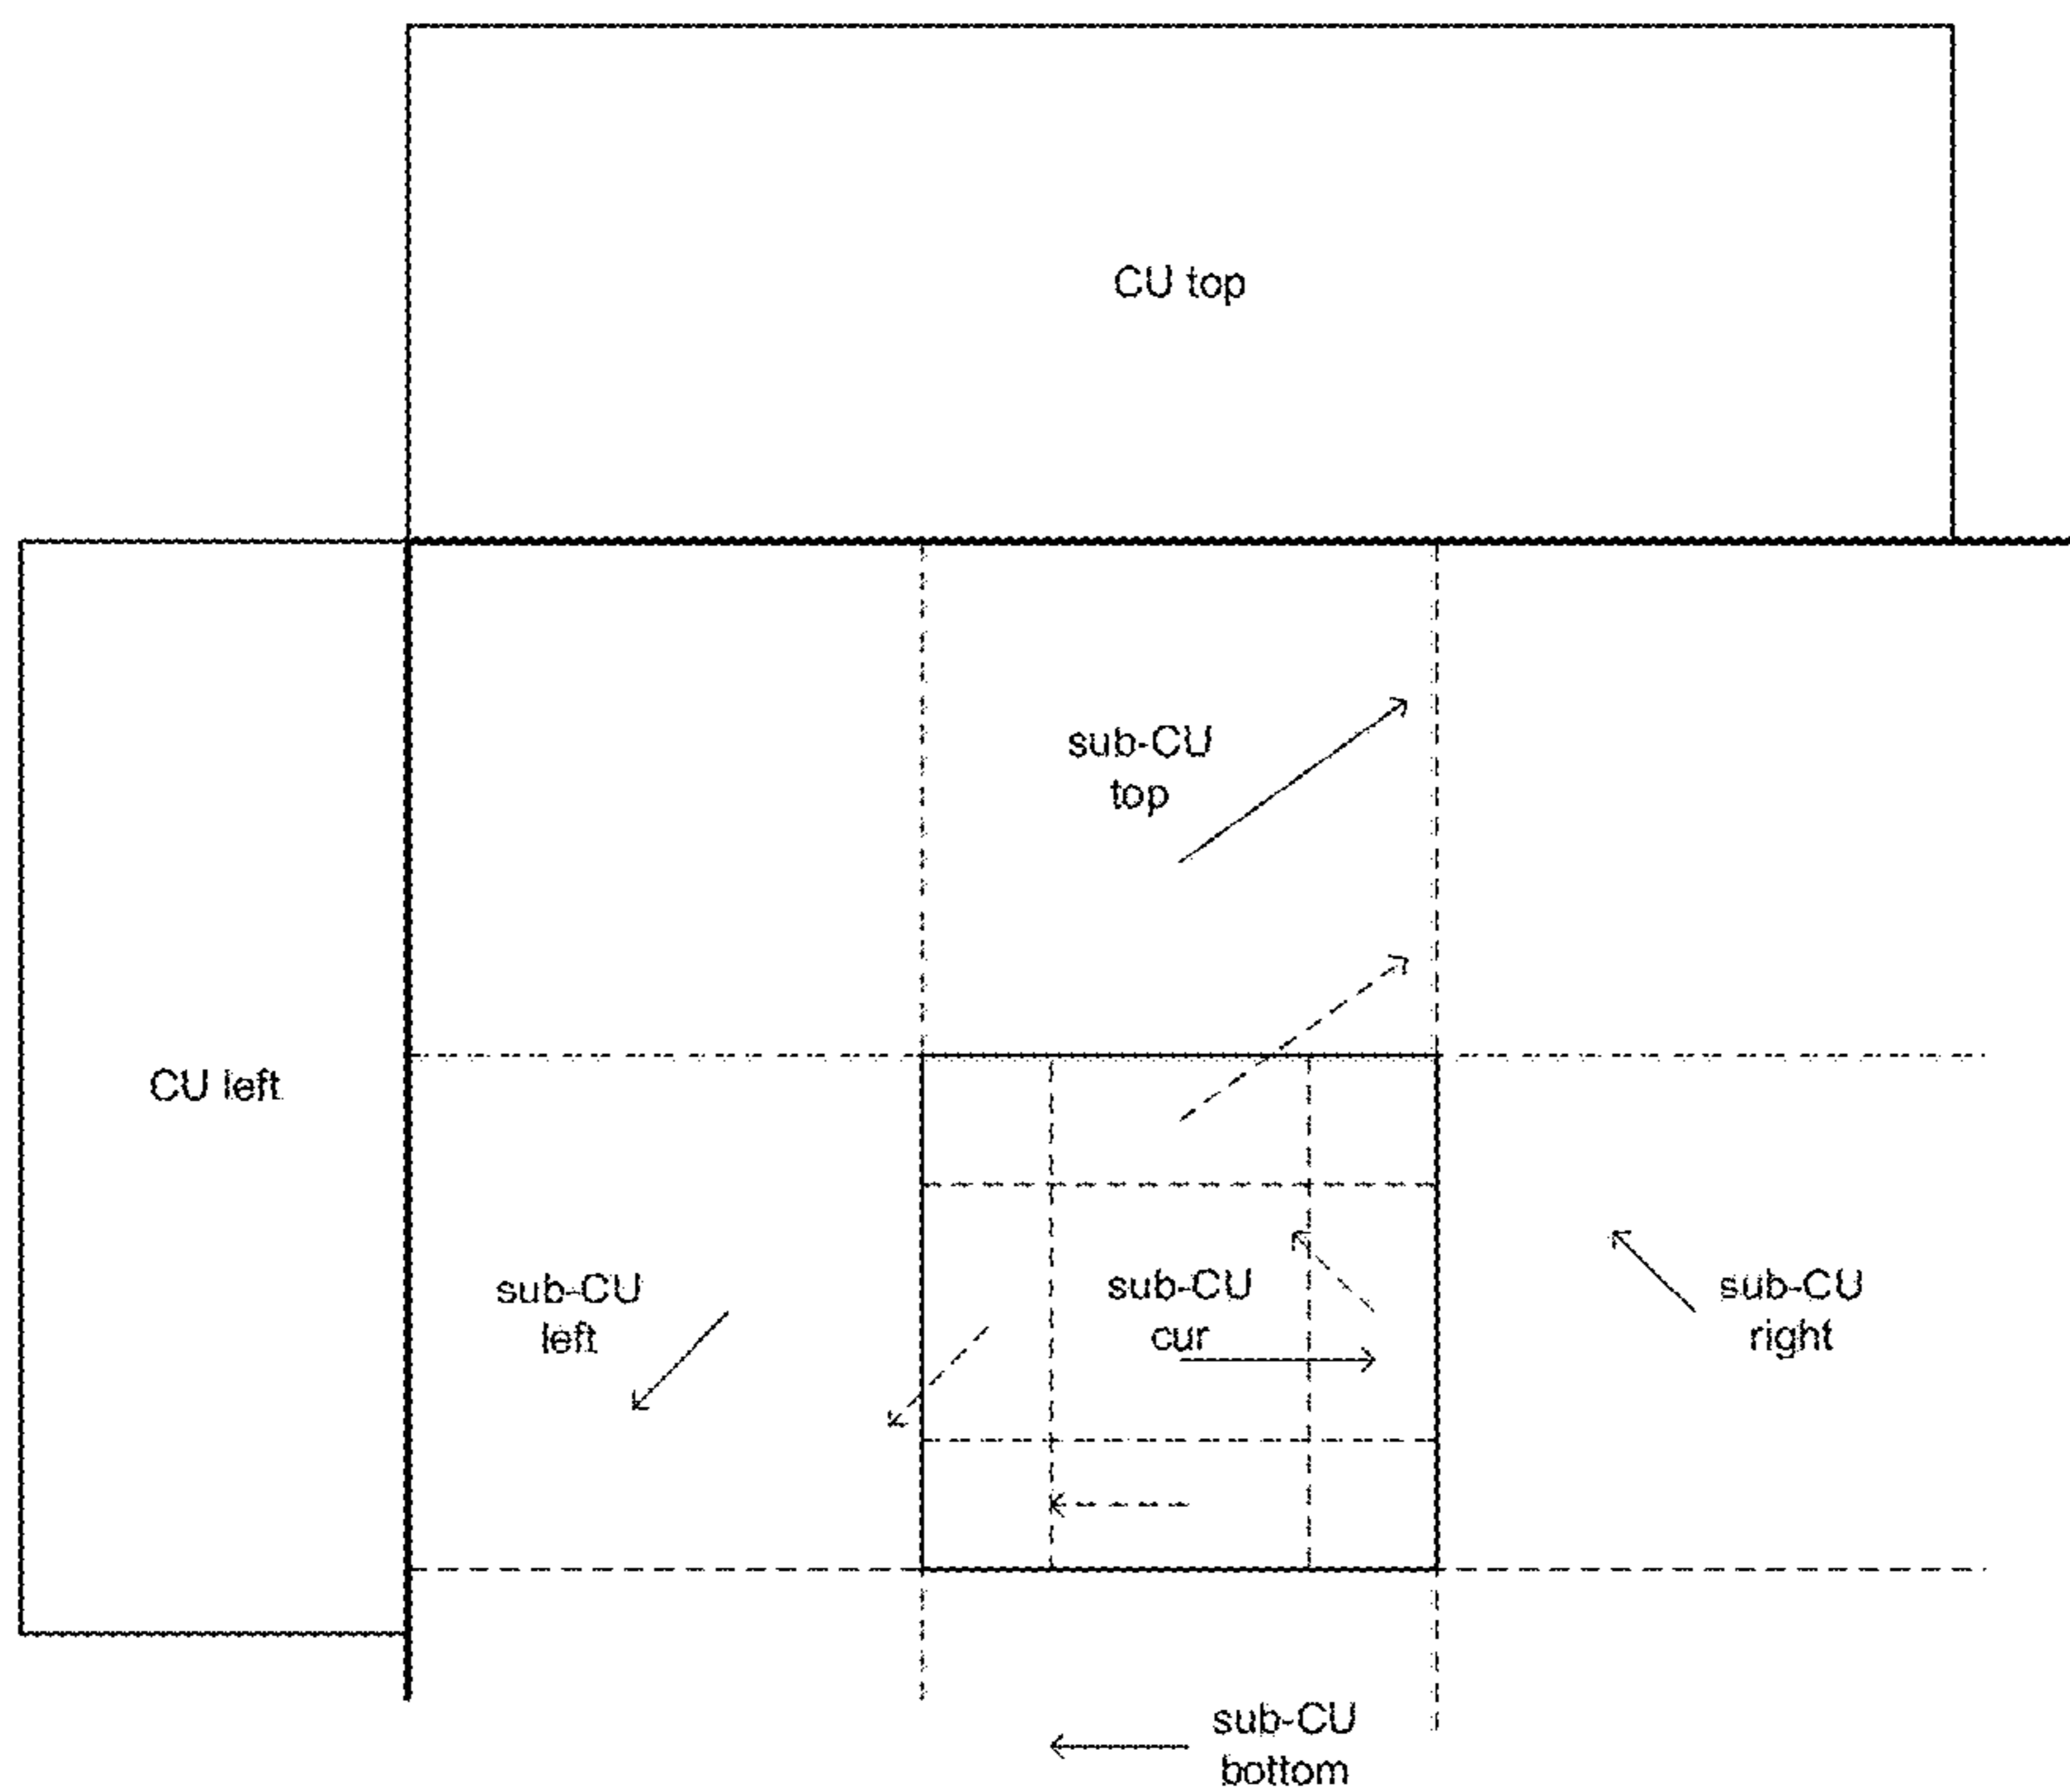 CU top
sub-CU
top
CU left
sub-CU
left
sub-CU
cur
sub-CU
right
sub-CU
bottom